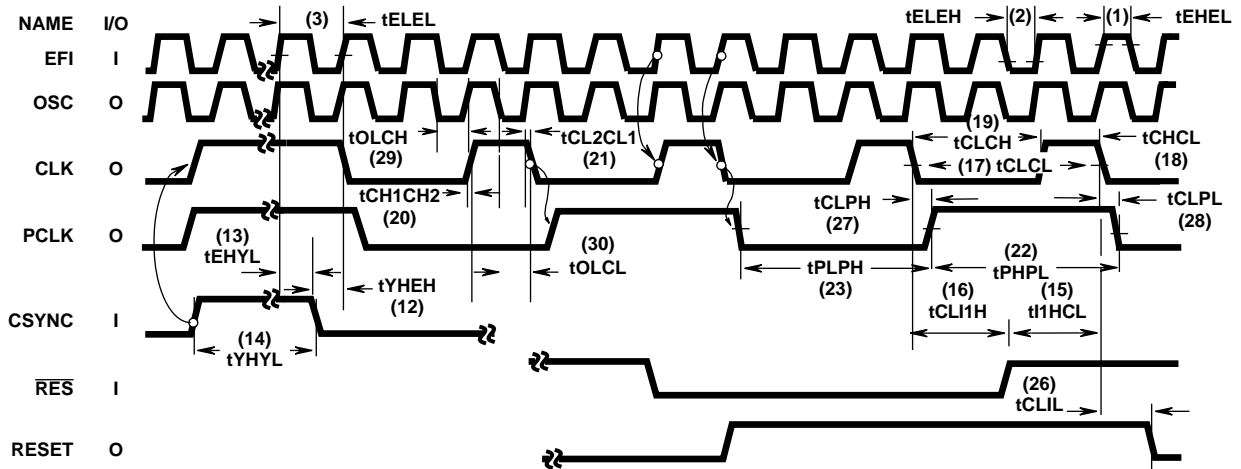 NAME I/O (3) tELEL tELEH (2) (1) tEHEL
EFI I
OSC O
tOLCH (29) tCL2CL1 (21) (19) tCLCH tCHCL (18)
CLK O (17) tCLCL
tCH1CH2 (20) tCLPH (27) tCLPL (28)
PCLK O (13) tEHYL (30) tOLCL
tPLPH (23) (22) tPHPL
tYHEH (12) (16) tCLI1H (15) tI1HCL
CSYNC I (14) tYHYL
RES I (26) tCLIL
RESET O